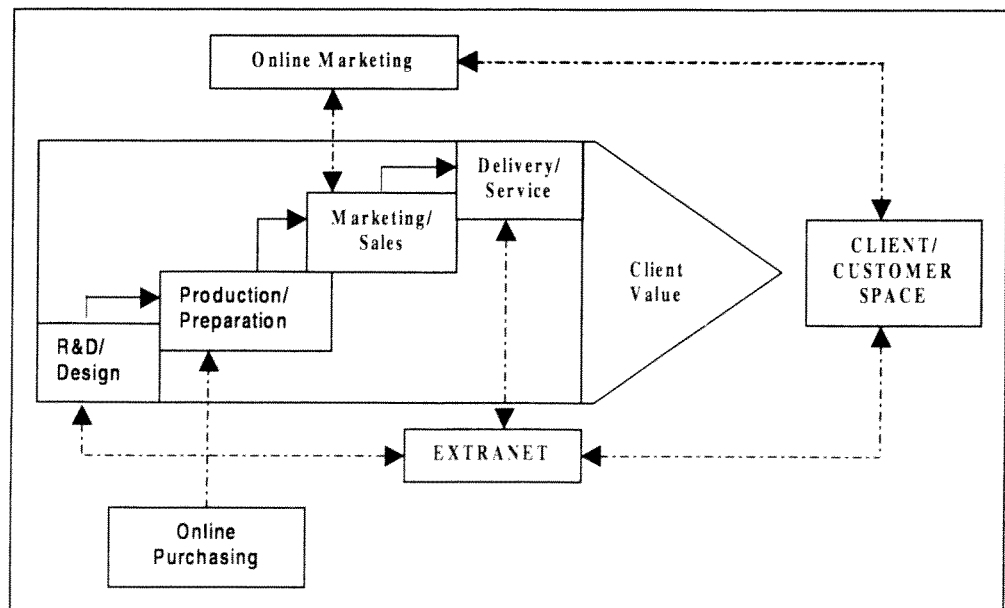 Online Marketing
Delivery/
Service
Marketing/
Sales
CLIENT/
CUSTOMER
SPACE
Client
Value
Production/
Preparation
R&D/
Design
EXTRANET
Online
Purchasing